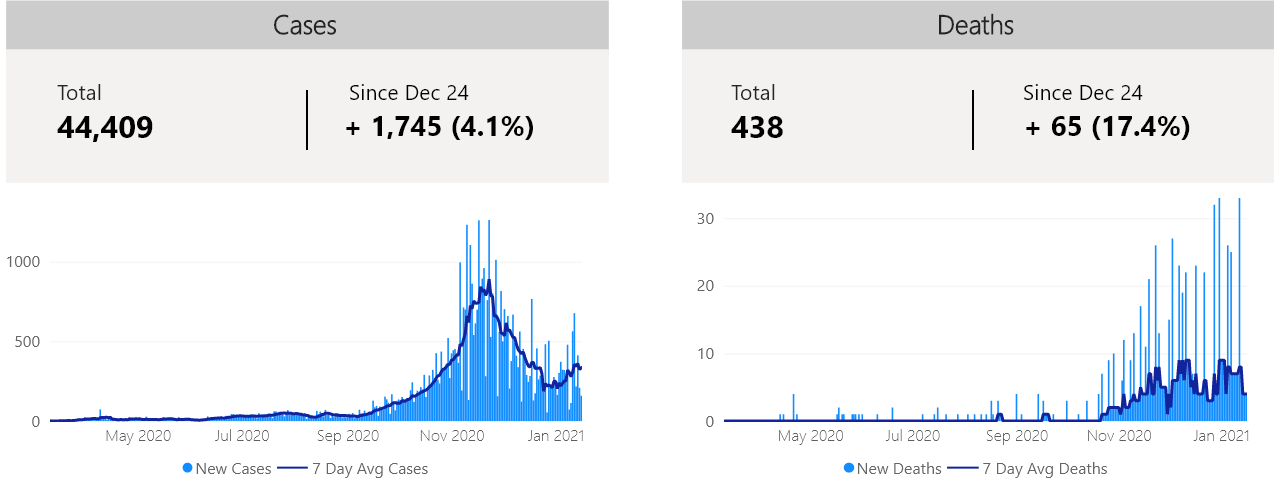 Cases
Total
Since Dec 24
44,409
+ 1,745 (4.1%)
1000
500
0
May 2020
Jul 2020
Sep 2020
Nov 2020
Jan 2021
New Cases
7 Day Avg Cases
Deaths
Total
Since Dec 24
438
+ 65 (17.4%)
30
20
10
0
May 2020
Jul 2020
Sep 2020
Nov 2020
Jan 2021
New Deaths
7 Day Avg Deaths